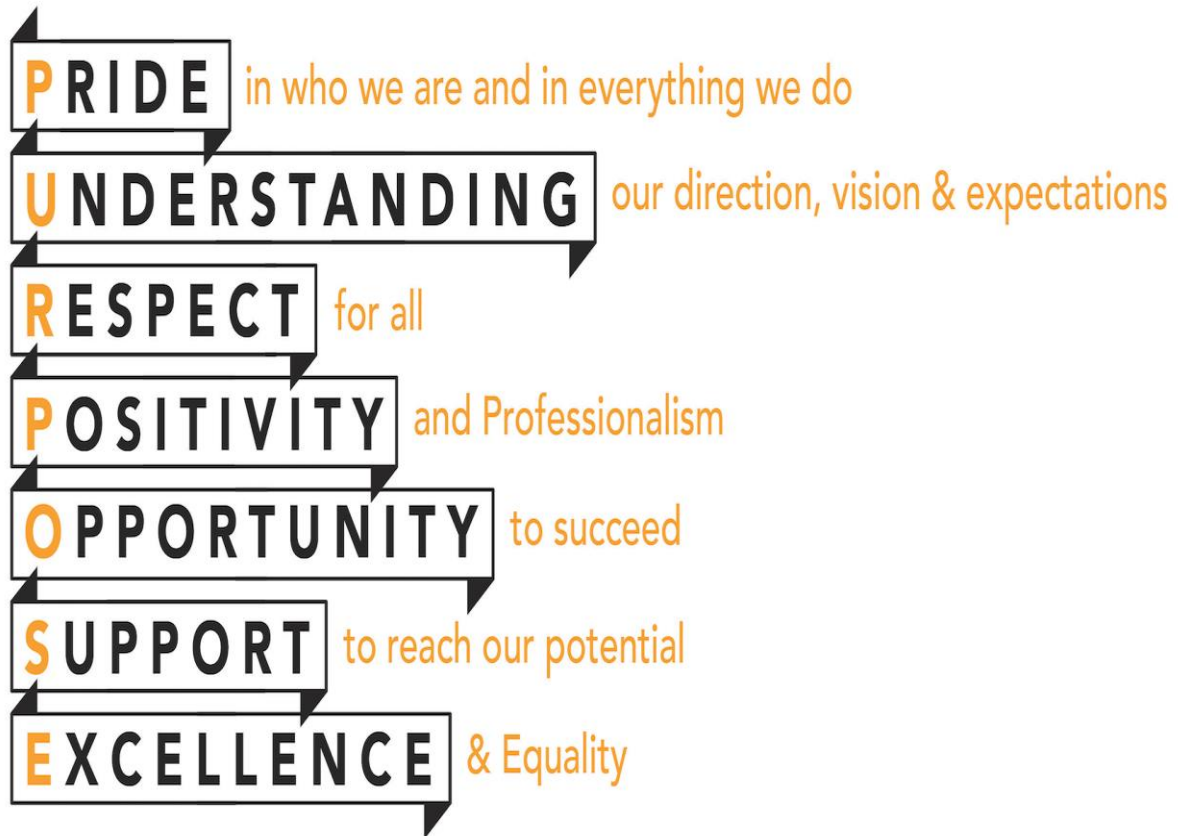 PRIDE in who we are and in everything we do
UNDERSTANDING our direction, vision & expectations
RESPECT for all
POSITIVITY and Professionalism
OPPORTUNITY to succeed
SUPPORT to reach our potential
EXCELLENCE & Equality